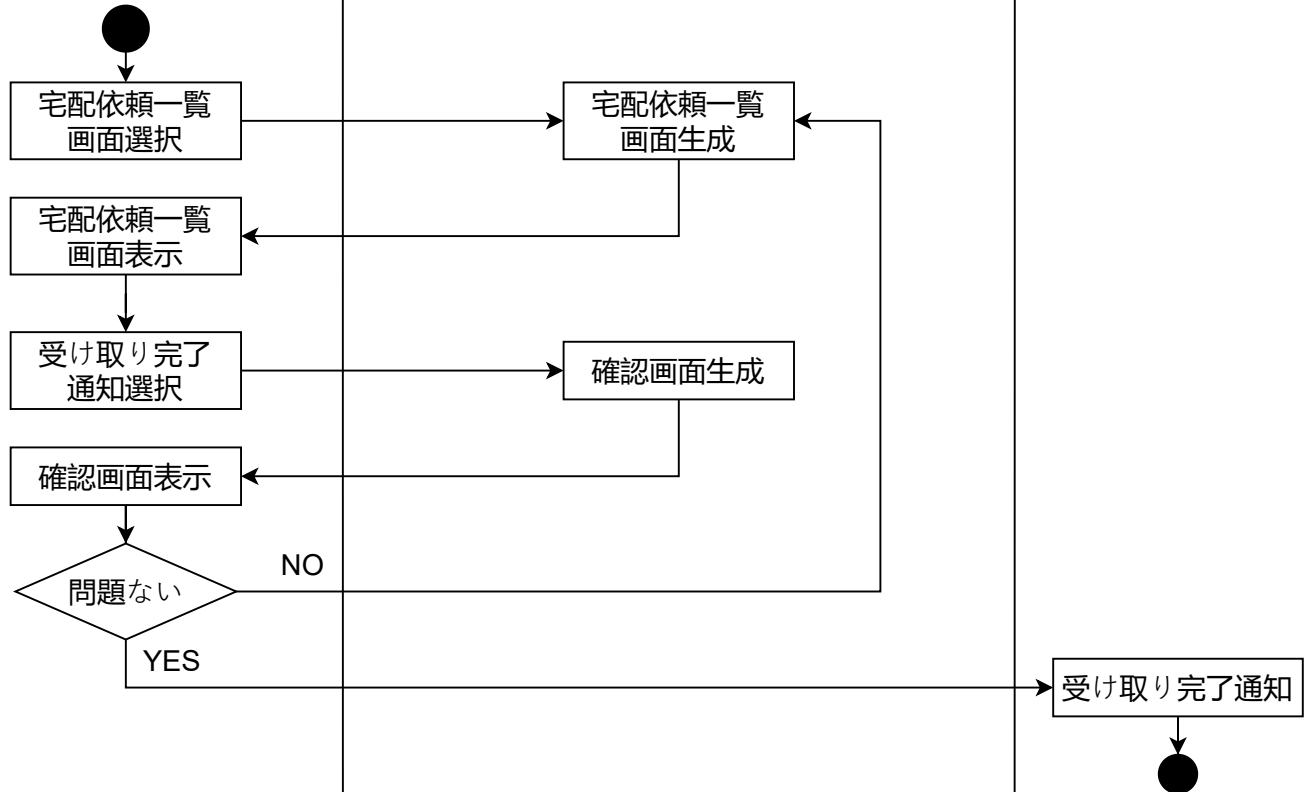 宅配依頼一覧
画面選択
宅配依頼一覧
画面生成
宅配依頼一覧
画面表示
受け取り完了
通知選択
確認画面生成
確認画面表示
問題ない
NO
YES
受け取り完了通知